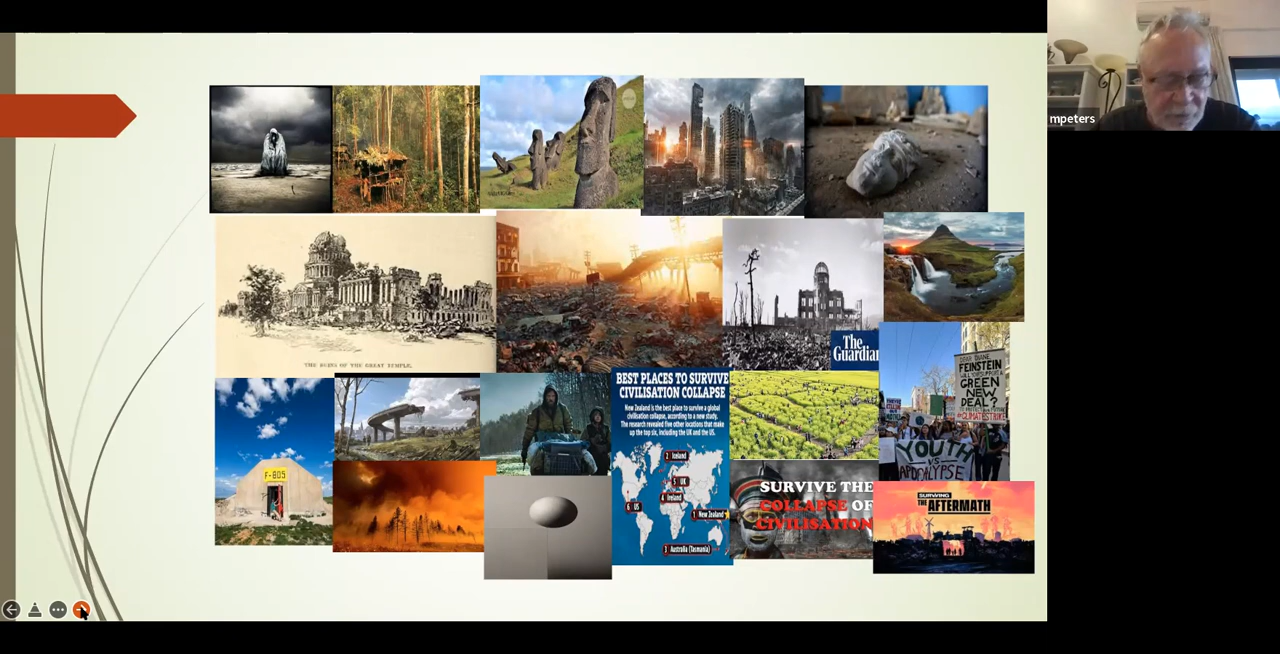 mpeters
THE RUINS OF THE GREAT TEMPLE.
The
Guardian
F-805
BEST PLACES TO SURVIVE
CIVILISATION COLLAPSE
New Zealand is the best place to survive a global
civilisation collapse, according to a new study.
The research revealed five other locations that make
up the top six, including the UK and the US.
2 Iceland
5 UK
4 Ireland
6 US
1 New Zealand
3 Australia (Tasmania)
DEAR DIANE
FEINSTEIN
WILL U SUPPORT
GREEN
NEW
DEAL?
#CLIMATESTRIKE
YOUTH
VS
APOCALYPSE
SURVIVE THE
COLLAPSE OF
CIVILISATION
SURVIVING
THE AFTERMATH